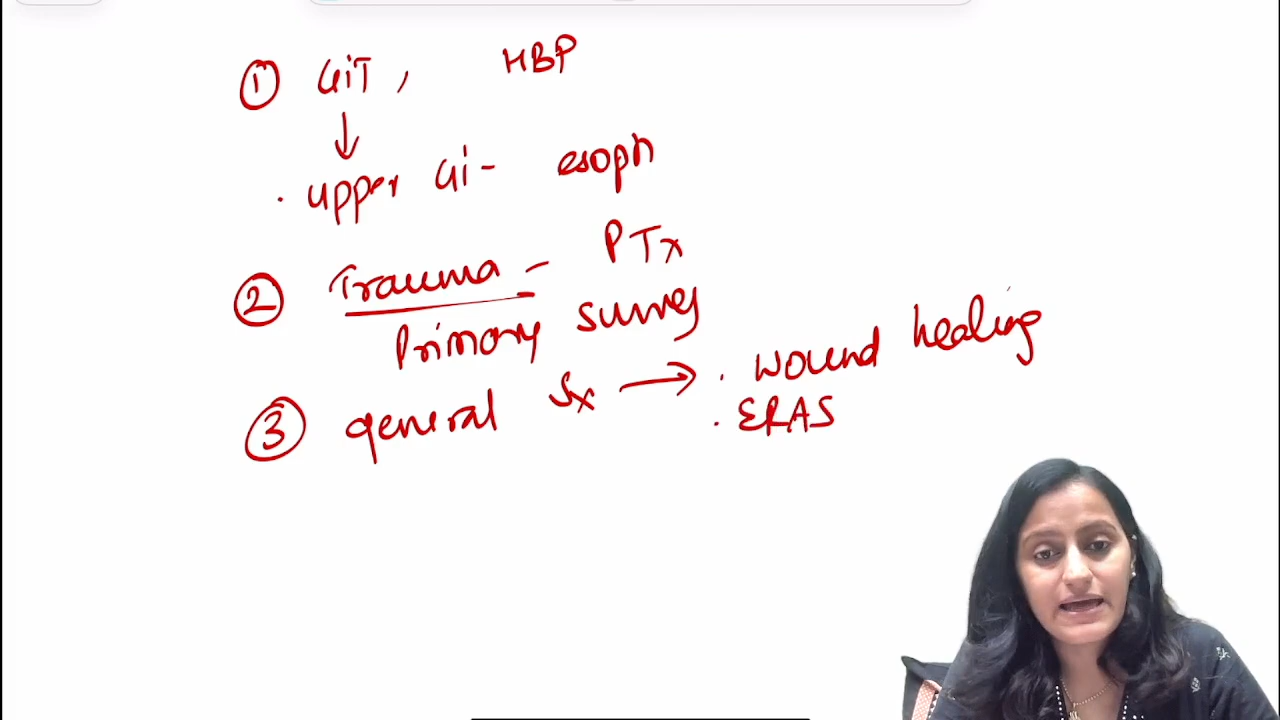 ① GIT, HBP
↓
· Upper GI - esoph
② Trauma - PTx
Primary survey
③ general Sx → · wound healing
· ERAS